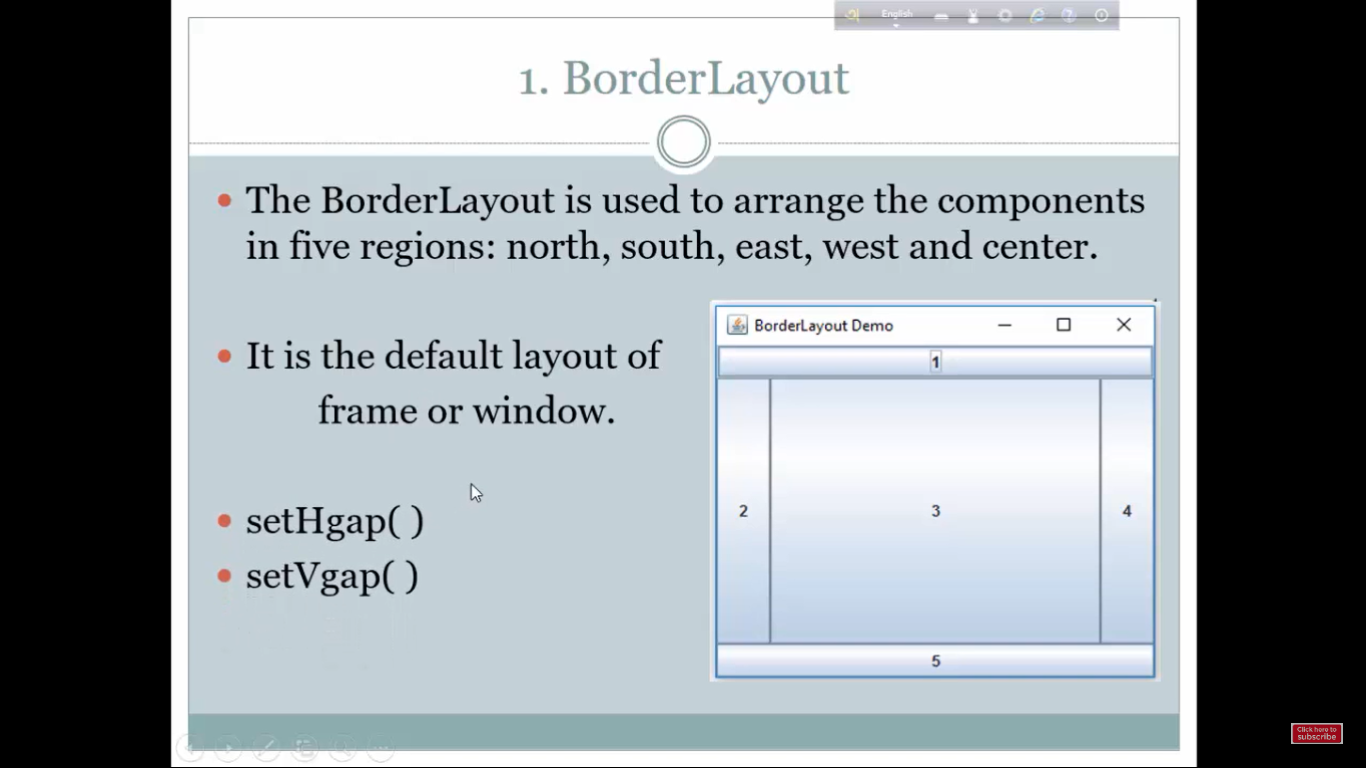 English
1. BorderLayout
The BorderLayout is used to arrange the components
in five regions: north, south, east, west and center.
It is the default layout of
frame or window.
setHgap( )
setVgap( )
BorderLayout Demo
1
2
3
4
5
Click here to
subscribe